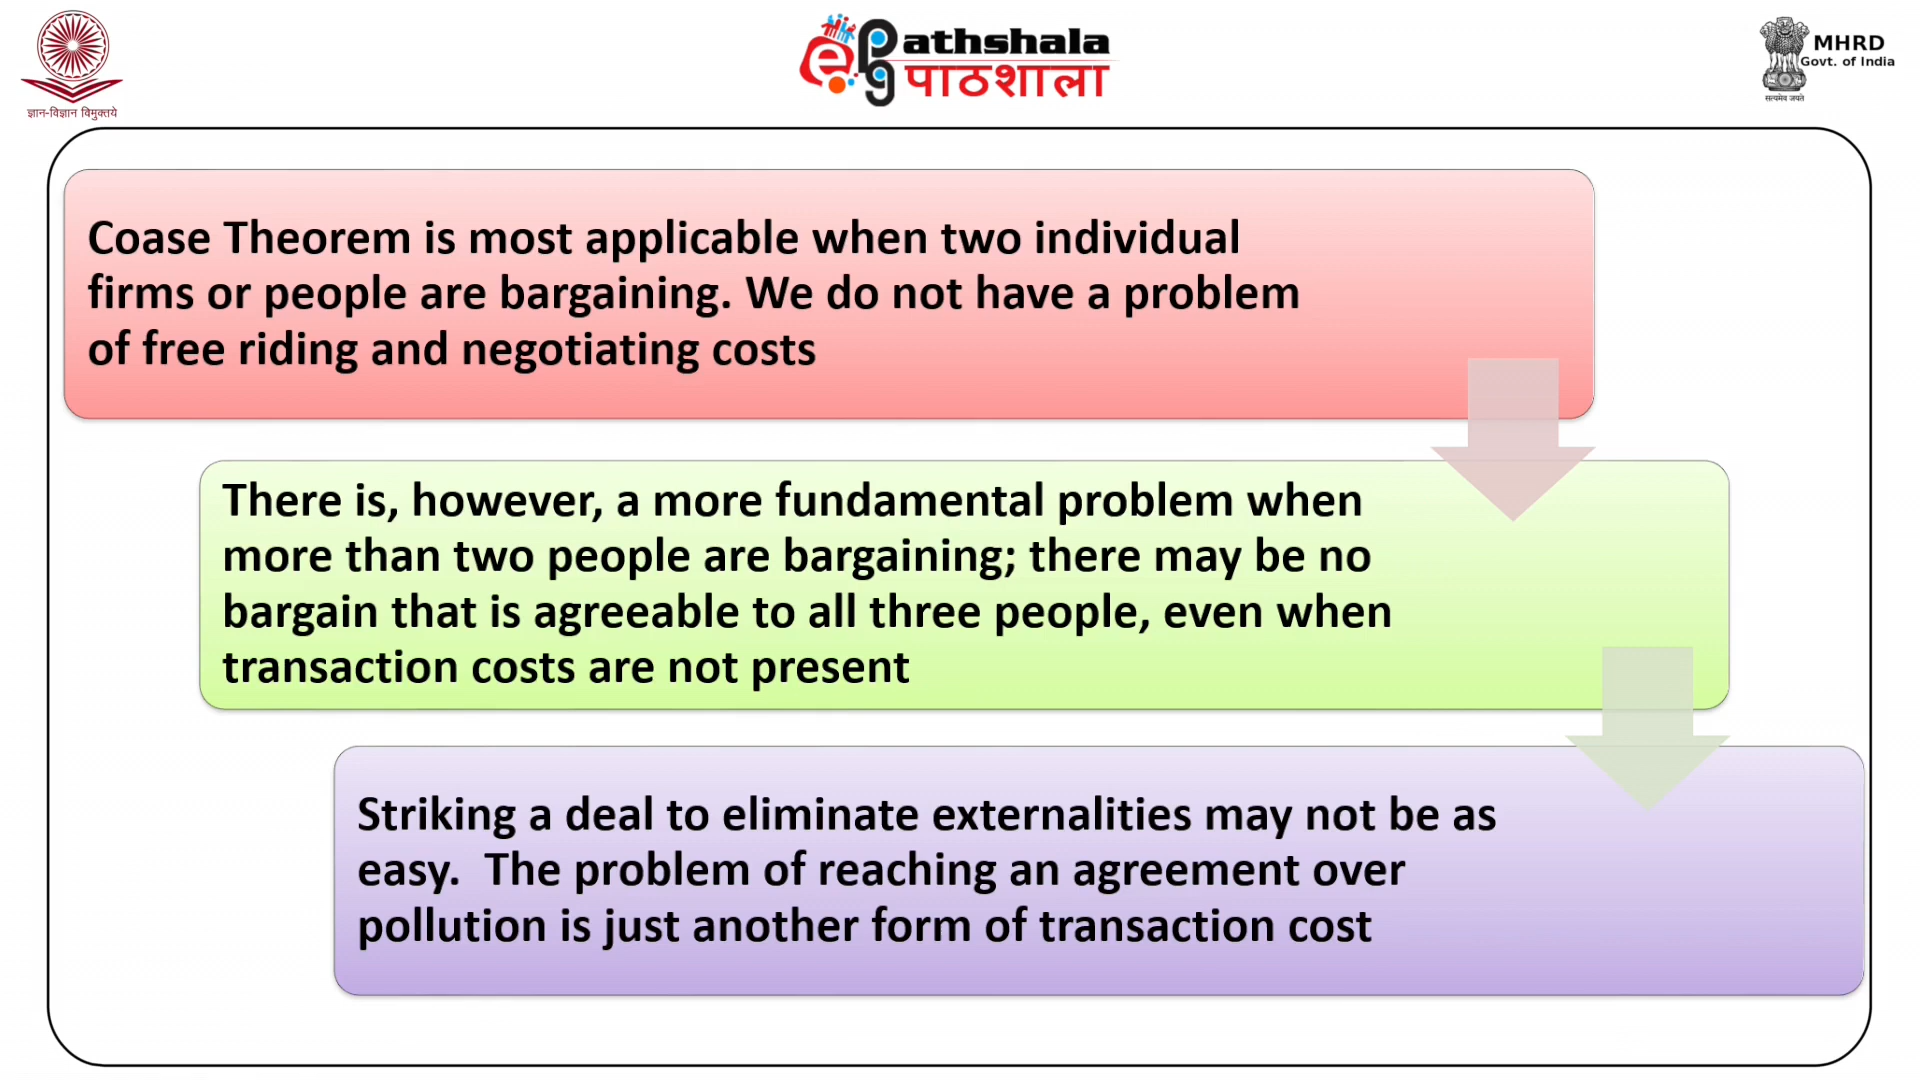 ज्ञान-विज्ञान विमुक्तये
e
pg
athshala
पाठशाला
MHRD
Govt. of India
सत्यमेव जयते
Coase Theorem is most applicable when two individual
firms or people are bargaining. We do not have a problem
of free riding and negotiating costs
There is, however, a more fundamental problem when
more than two people are bargaining; there may be no
bargain that is agreeable to all three people, even when
transaction costs are not present
Striking a deal to eliminate externalities may not be as
easy.  The problem of reaching an agreement over
pollution is just another form of transaction cost